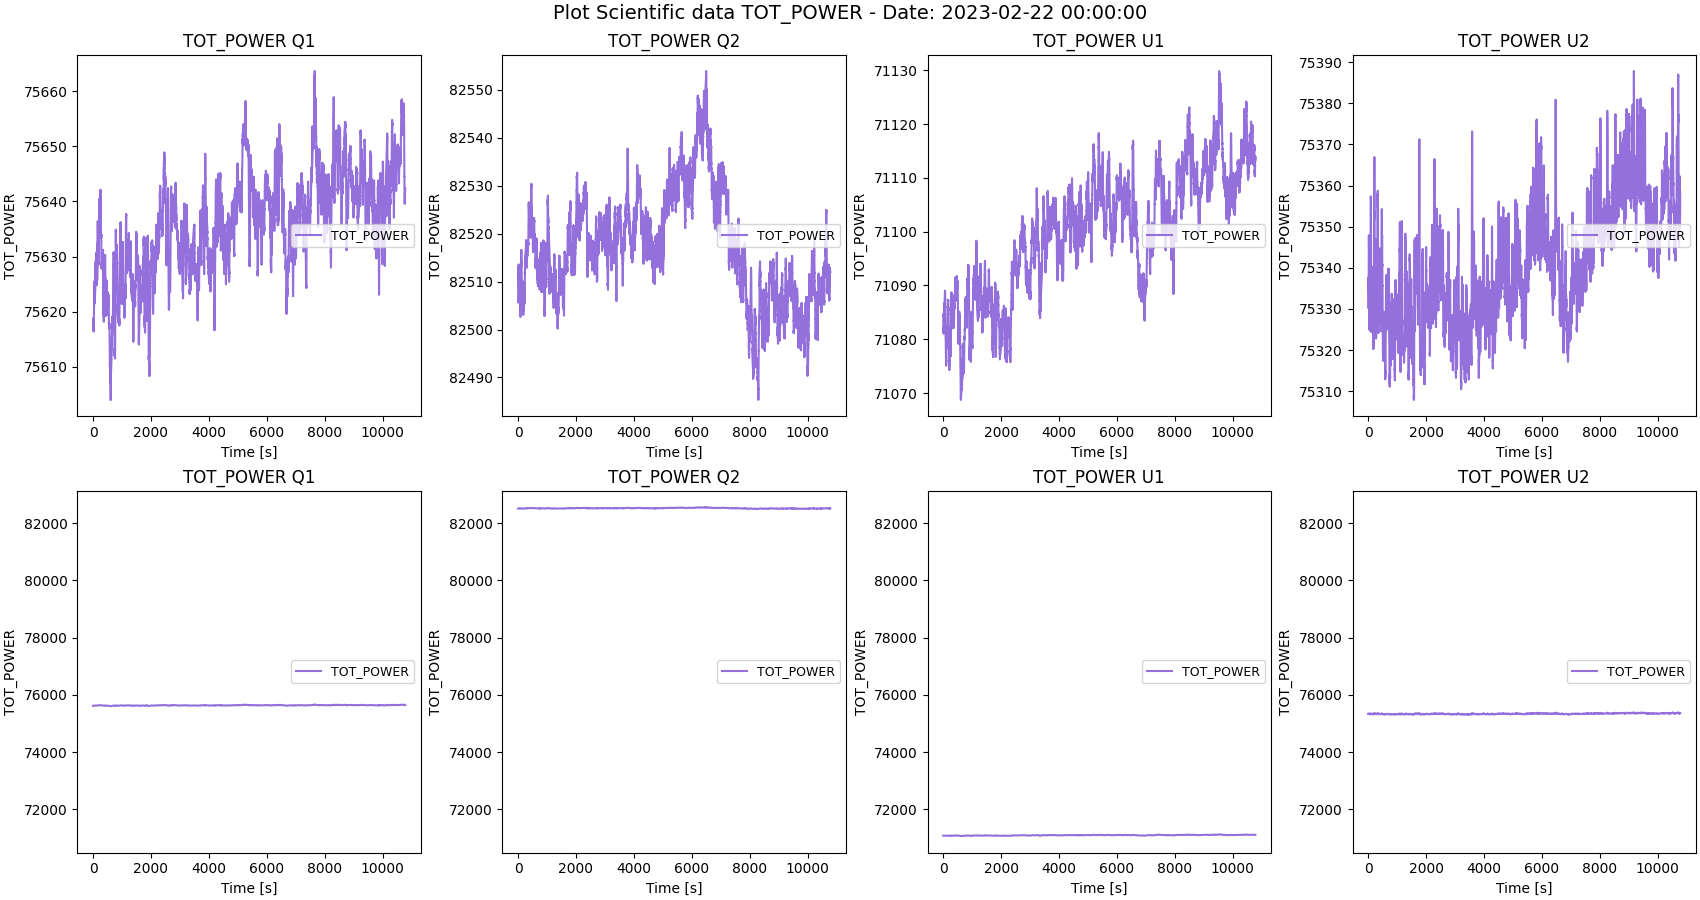 Plot Scientific data TOT_POWER - Date: 2023-02-22 00:00:00
TOT_POWER Q1
TOT_POWER Q2
TOT_POWER U1
TOT_POWER U2
TOT_POWER
75660
75650
75640
75630
75620
75610
TOT_POWER
0 2000 4000 6000 8000 10000
Time [s]
TOT_POWER
82550
82540
82530
82520
82510
82500
82490
TOT_POWER
0 2000 4000 6000 8000 10000
Time [s]
TOT_POWER
71130
71120
71110
71100
71090
71080
71070
TOT_POWER
0 2000 4000 6000 8000 10000
Time [s]
TOT_POWER
75390
75380
75370
75360
75350
75340
75330
75320
75310
TOT_POWER
0 2000 4000 6000 8000 10000
Time [s]
TOT_POWER Q1
TOT_POWER Q2
TOT_POWER U1
TOT_POWER U2
TOT_POWER
82000
80000
78000
76000
74000
72000
TOT_POWER
0 2000 4000 6000 8000 10000
Time [s]
TOT_POWER
82000
80000
78000
76000
74000
72000
TOT_POWER
0 2000 4000 6000 8000 10000
Time [s]
TOT_POWER
82000
80000
78000
76000
74000
72000
TOT_POWER
0 2000 4000 6000 8000 10000
Time [s]
TOT_POWER
82000
80000
78000
76000
74000
72000
TOT_POWER
0 2000 4000 6000 8000 10000
Time [s]